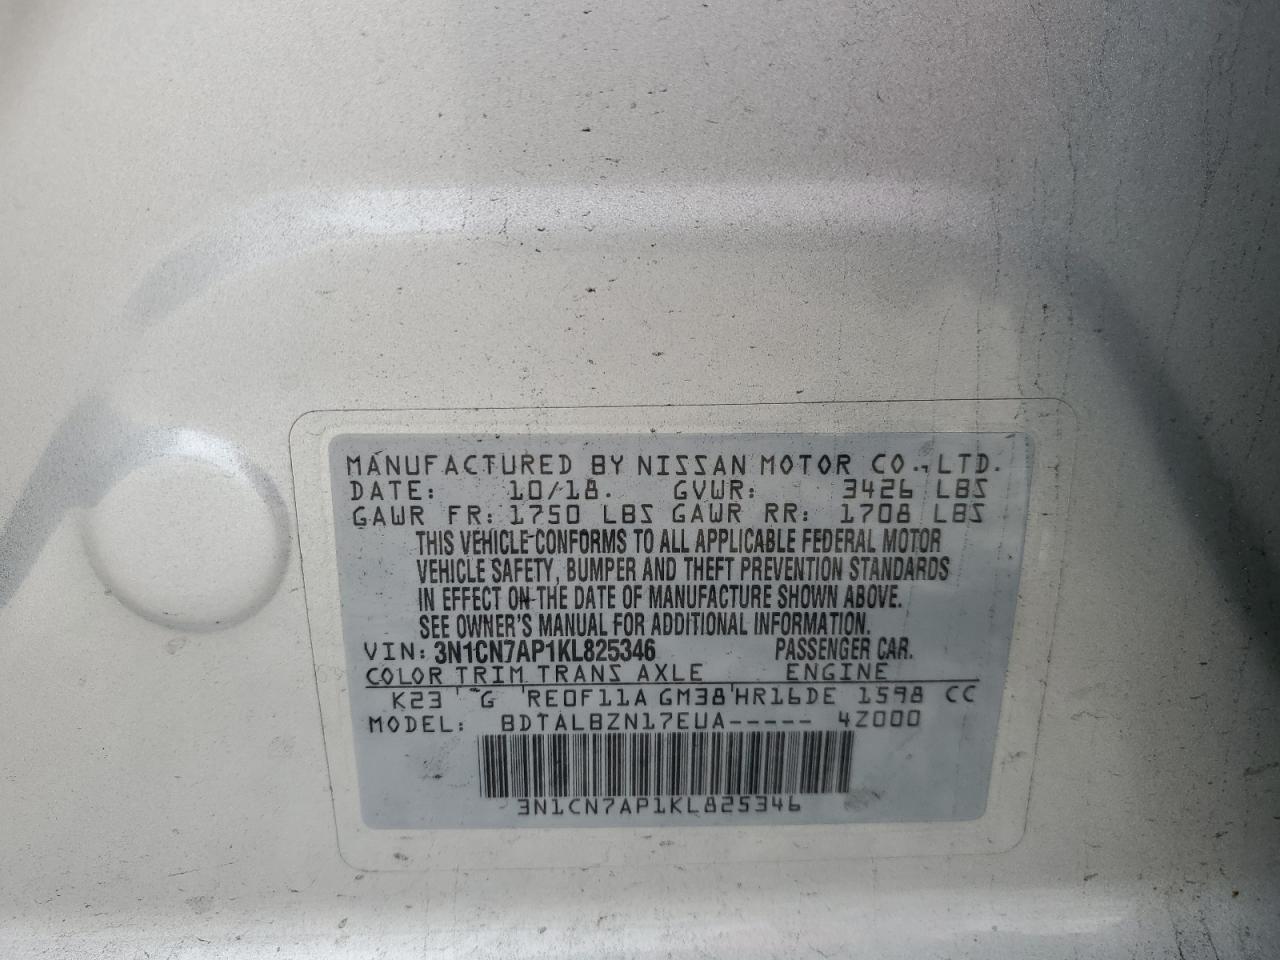 MANUFACTURED BY NISSAN MOTOR CO., LTD.
DATE: 10/18. GVWR: 3426 LBS
GAWR FR: 1750 LBS GAWR RR: 1708 LBS
THIS VEHICLE CONFORMS TO ALL APPLICABLE FEDERAL MOTOR
VEHICLE SAFETY, BUMPER AND THEFT PREVENTION STANDARDS
IN EFFECT ON THE DATE OF MANUFACTURE SHOWN ABOVE.
SEE OWNER'S MANUAL FOR ADDITIONAL INFORMATION.
VIN: 3N1CN7AP1KL825346 PASSENGER CAR.
COLOR TRIM TRANS AXLE ENGINE
K23 G RE0F11A GM38 HR16DE 1598 CC
MODEL: BDTALBZN17EUA----- 4Z000
3N1CN7AP1KL825346